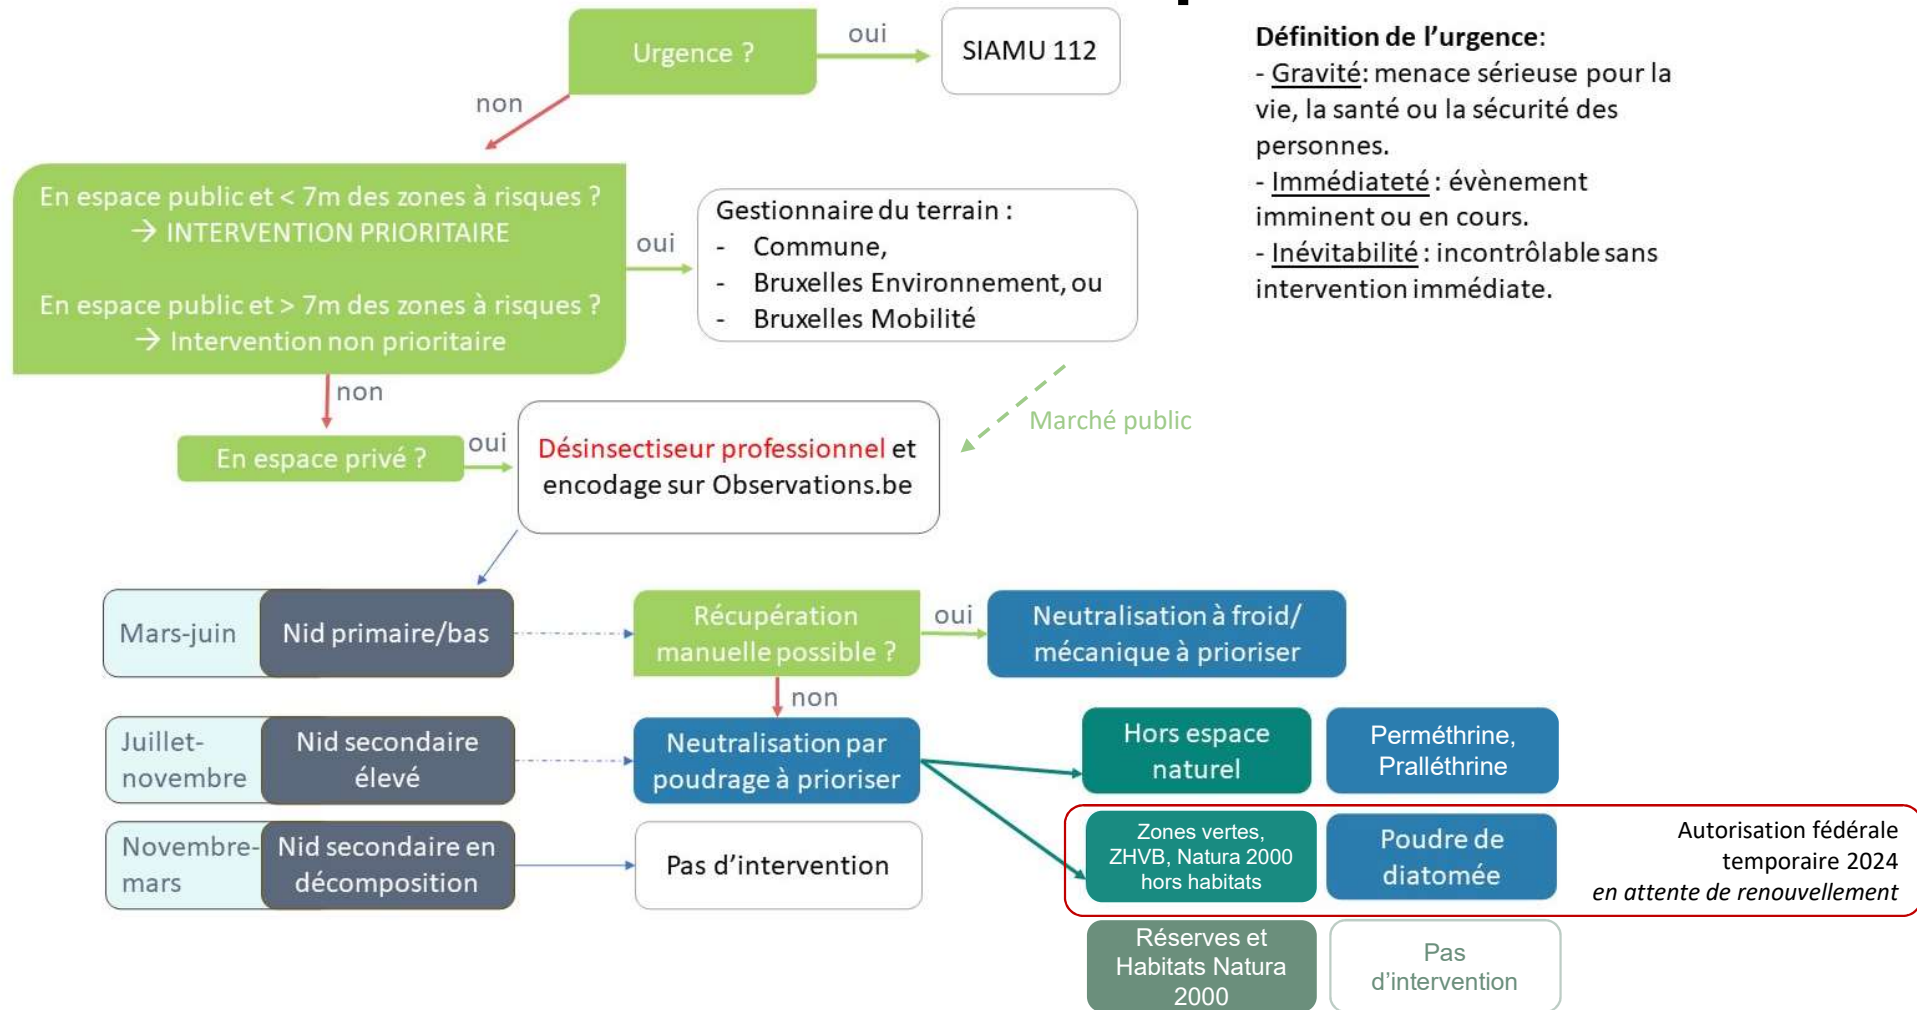 Urgence ?
oui
SIAMU 112
non
Définition de l’urgence:
- Gravité: menace sérieuse pour la
vie, la santé ou la sécurité des
personnes.
- Immédiateté : évènement
imminent ou en cours.
- Inévitabilité : incontrôlable sans
intervention immédiate.
En espace public et < 7m des zones à risques ?
→ INTERVENTION PRIORITAIRE
En espace public et > 7m des zones à risques ?
→ Intervention non prioritaire
oui
Gestionnaire du terrain :
- Commune,
- Bruxelles Environnement, ou
- Bruxelles Mobilité
non
Marché public
En espace privé ?
oui
Désinsectiseur professionnel et
encodage sur Observations.be
Mars-juin
Nid primaire/bas
Récupération
manuelle possible ?
oui
Neutralisation à froid/
mécanique à prioriser
non
Juillet-
novembre
Nid secondaire
élevé
Neutralisation par
poudrage à prioriser
Hors espace
naturel
Perméthrine,
Pralléthrine
Novembre-
mars
Nid secondaire en
décomposition
Pas d’intervention
Zones vertes,
ZHVB, Natura 2000
hors habitats
Poudre de
diatomée
Autorisation fédérale
temporaire 2024
en attente de renouvellement
Réserves et
Habitats Natura
2000
Pas
d’intervention